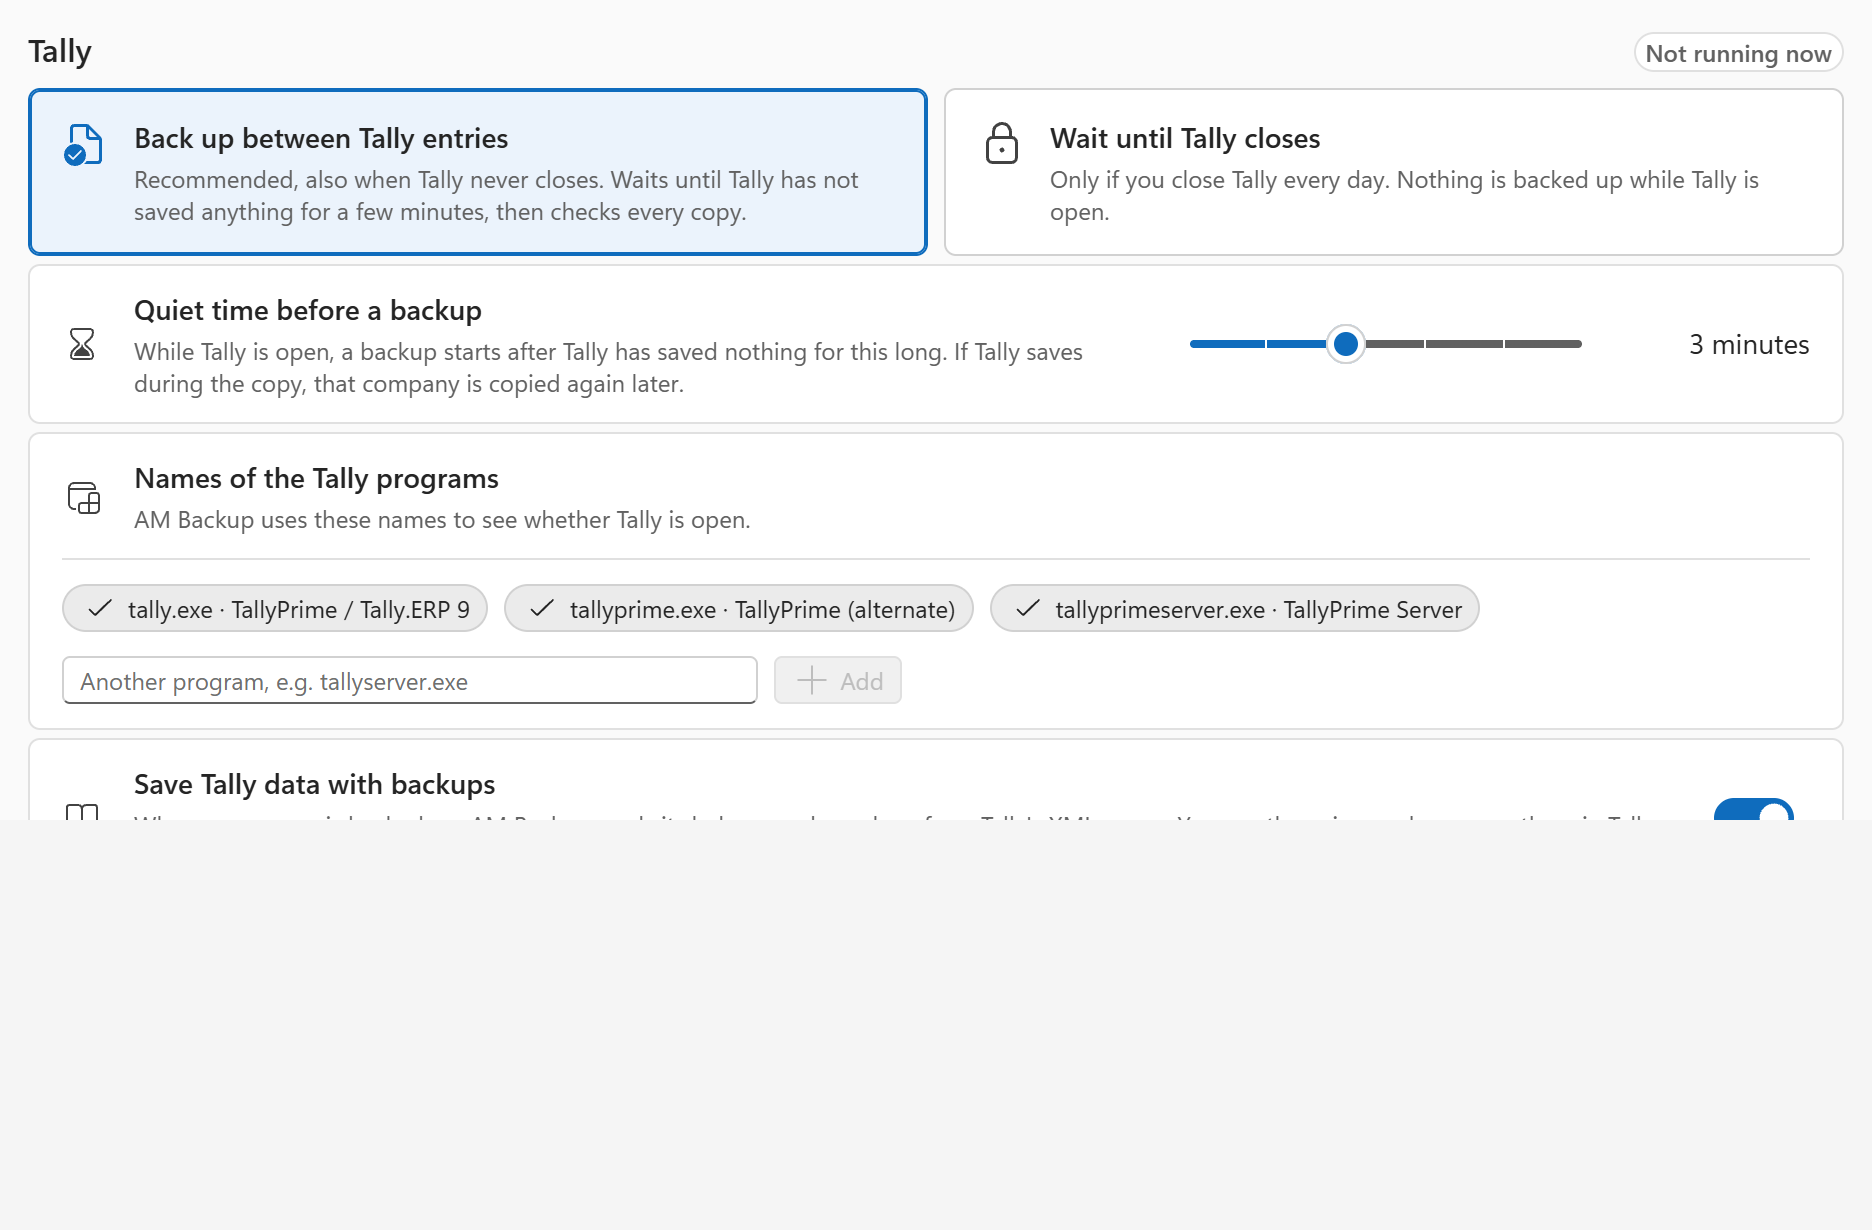 Tally
Not running now
Back up between Tally entries
Recommended, also when Tally never closes. Waits until Tally has not
saved anything for a few minutes, then checks every copy.
Wait until Tally closes
Only if you close Tally every day. Nothing is backed up while Tally is
open.
Quiet time before a backup
While Tally is open, a backup starts after Tally has saved nothing for this long. If Tally saves
during the copy, that company is copied again later.
3 minutes
Names of the Tally programs
AM Backup uses these names to see whether Tally is open.
tally.exe · TallyPrime / Tally.ERP 9
tallyprime.exe · TallyPrime (alternate)
tallyprimeserver.exe · TallyPrime Server
Another program, e.g. tallyserver.exe
Add
Save Tally data with backups